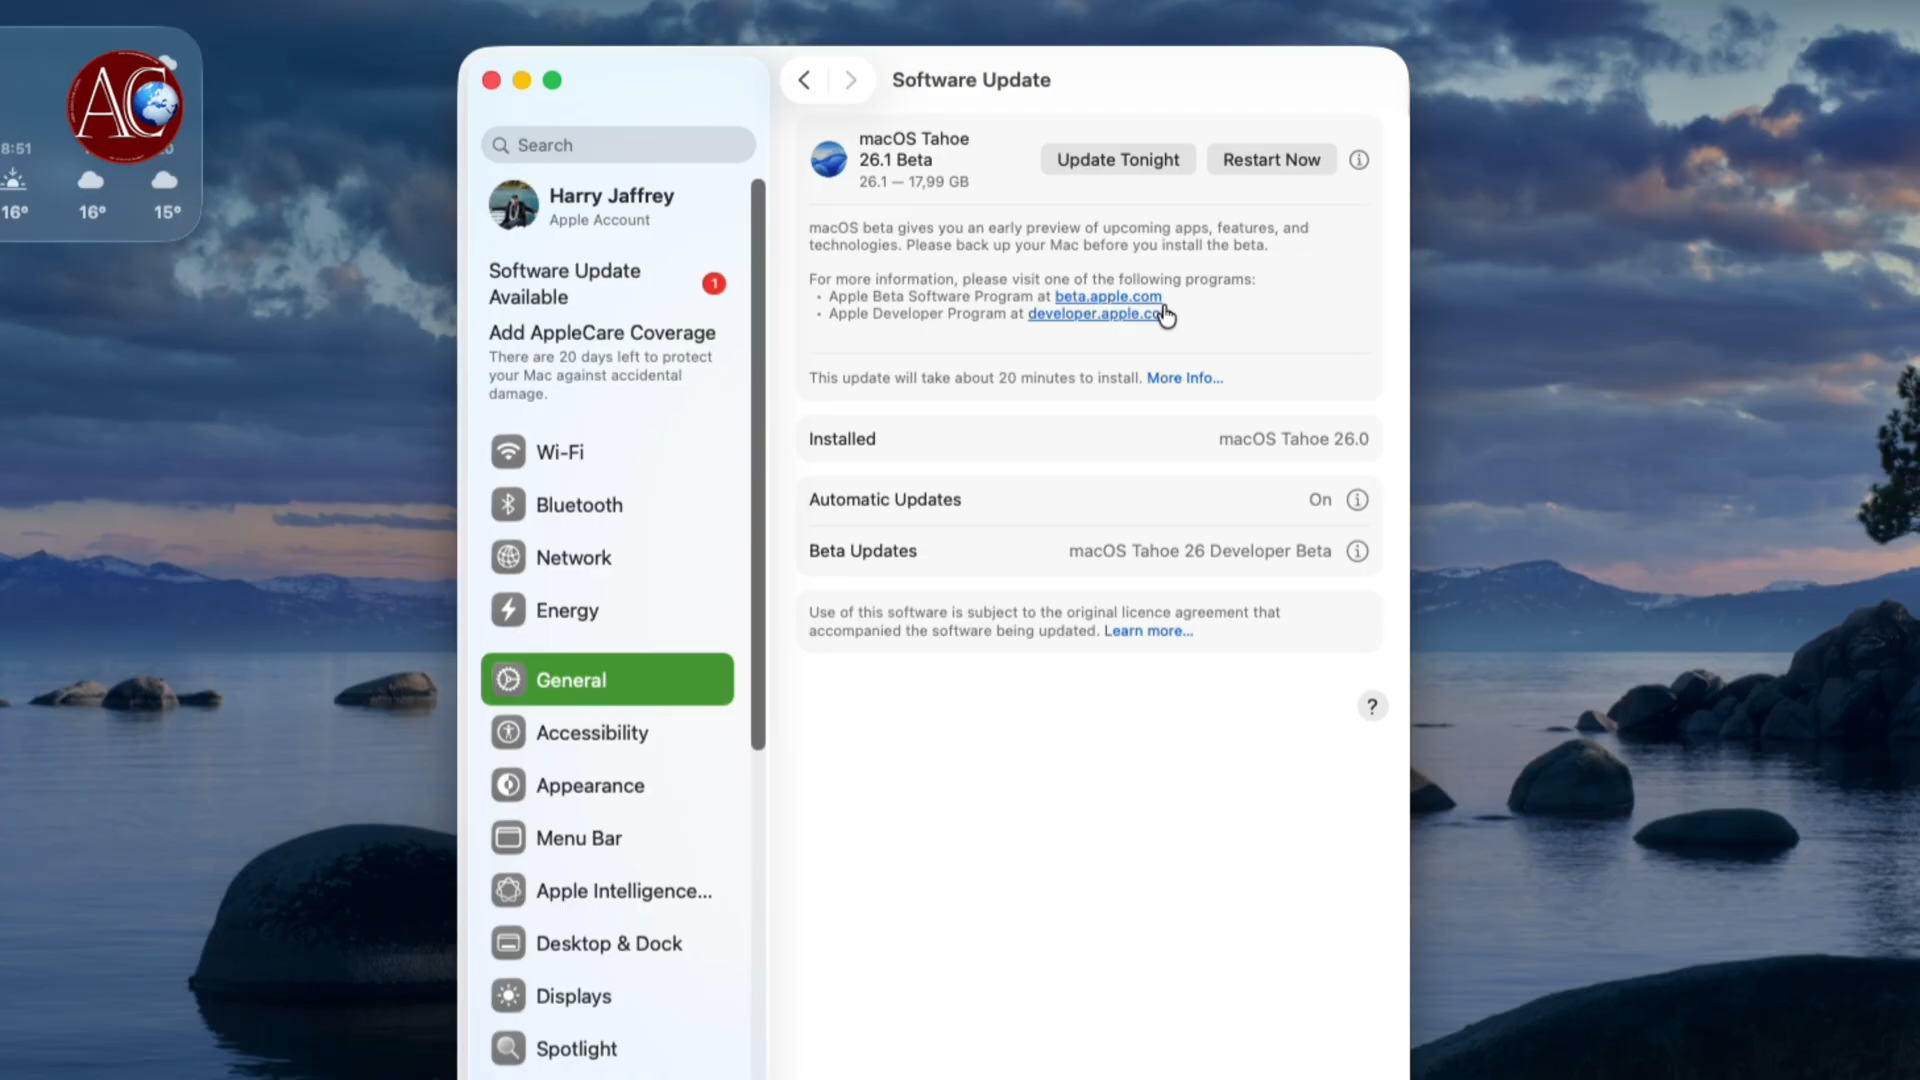 AC
8:51
16°
16°
15°
Search
Harry Jaffrey
Apple Account
Software Update
Available
1
Add AppleCare Coverage
There are 20 days left to protect
your Mac against accidental
damage.
Wi-Fi
Bluetooth
Network
Energy
General
Accessibility
Appearance
Menu Bar
Apple Intelligence...
Desktop & Dock
Displays
Spotlight
Software Update
macOS Tahoe
26.1 Beta
26.1 — 17,99 GB
Update Tonight
Restart Now
macOS beta gives you an early preview of upcoming apps, features, and
technologies. Please back up your Mac before you install the beta.
For more information, please visit one of the following programs:
• Apple Beta Software Program at beta.apple.com
• Apple Developer Program at developer.apple.co
This update will take about 20 minutes to install. More Info...
Installed macOS Tahoe 26.0
Automatic Updates On
Beta Updates macOS Tahoe 26 Developer Beta
Use of this software is subject to the original licence agreement that
accompanied the software being updated. Learn more...
?